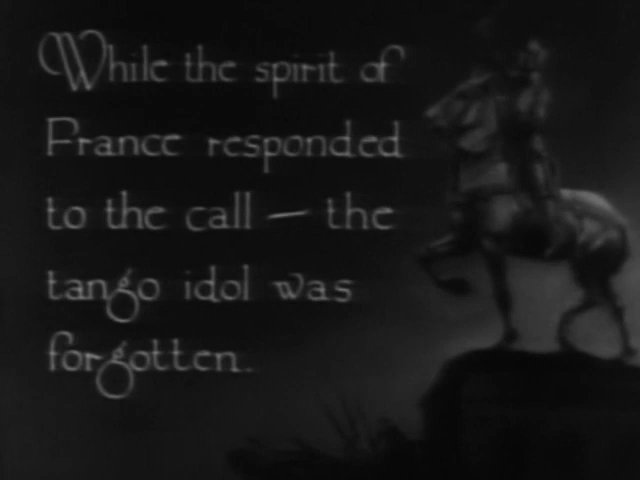 While the spirit of
France responded
to the call — the
tango idol was
forgotten.